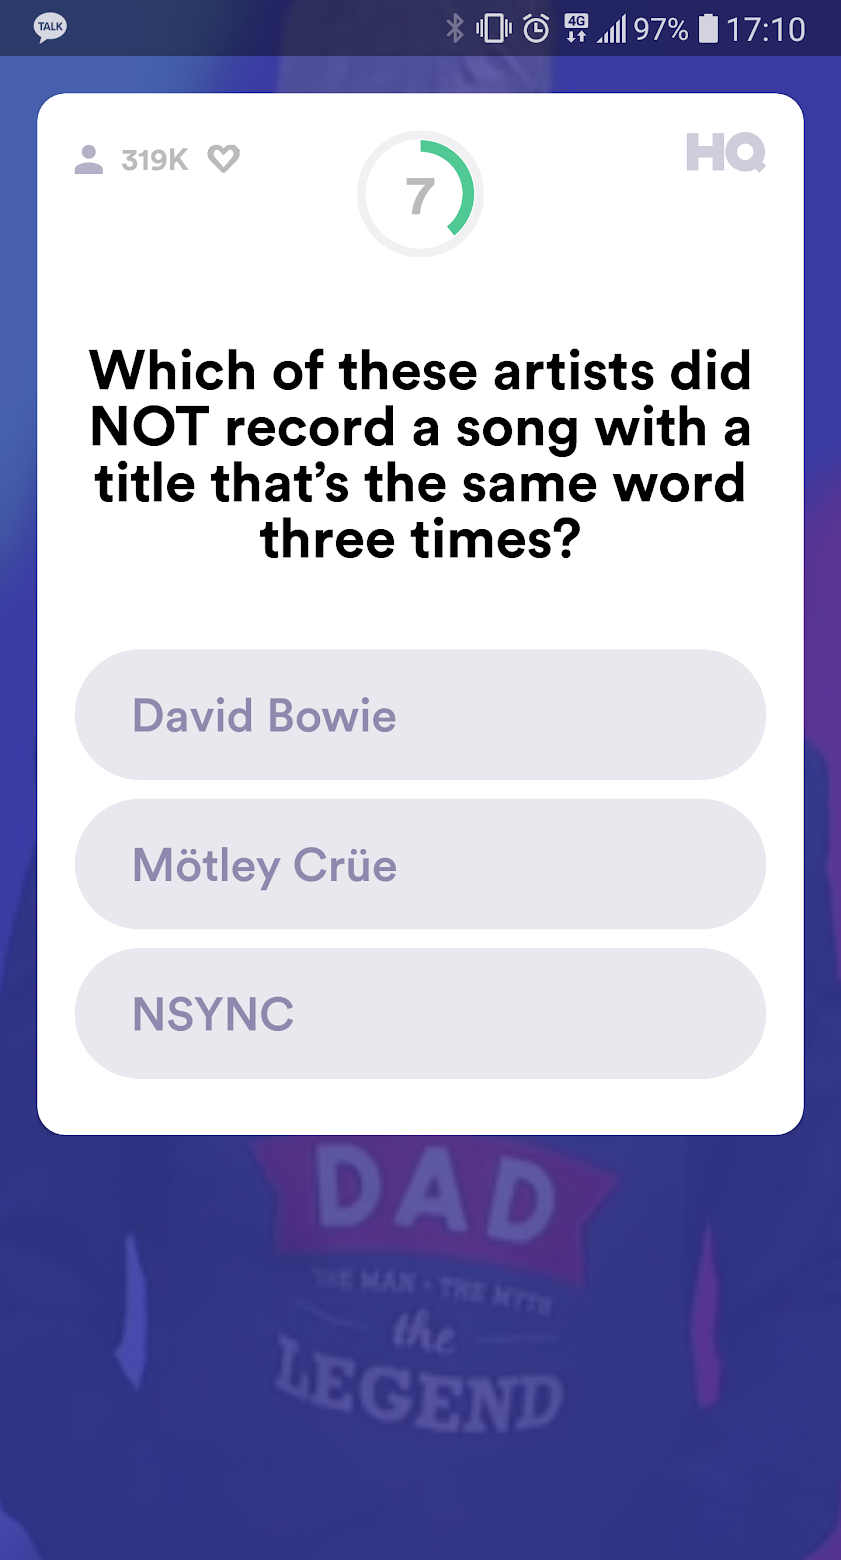 TALK 4G 97% 17:10
319K 7 HQ
Which of these artists did
NOT record a song with a
title that’s the same word
three times?
David Bowie
Mötley Crüe
NSYNC
DAD
THE MAN • THE MYTH
the
LEGEND